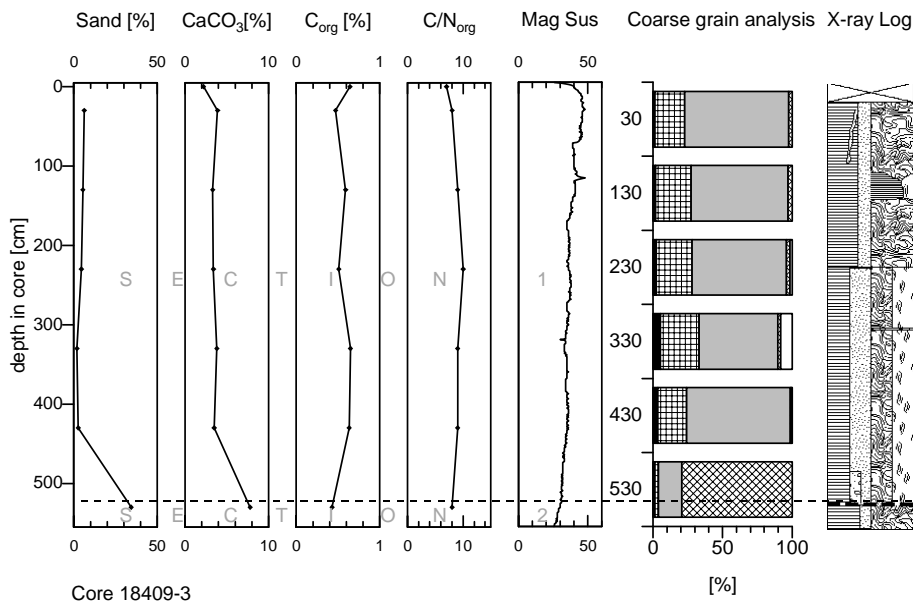 Sand [%] CaCO3[%] Corg [%] C/Norg Mag Sus Coarse grain analysis X-ray Log
0 50 0 10 0 1 0 10 0 50
0
100
200
300
400
500
depth in core [cm]
30
130
230
330
430
530
S E C T I O N 1
S E C T I O N 2
0 50 0 10 0 1 0 10 0 50 0 100
[%]
Core 18409-3